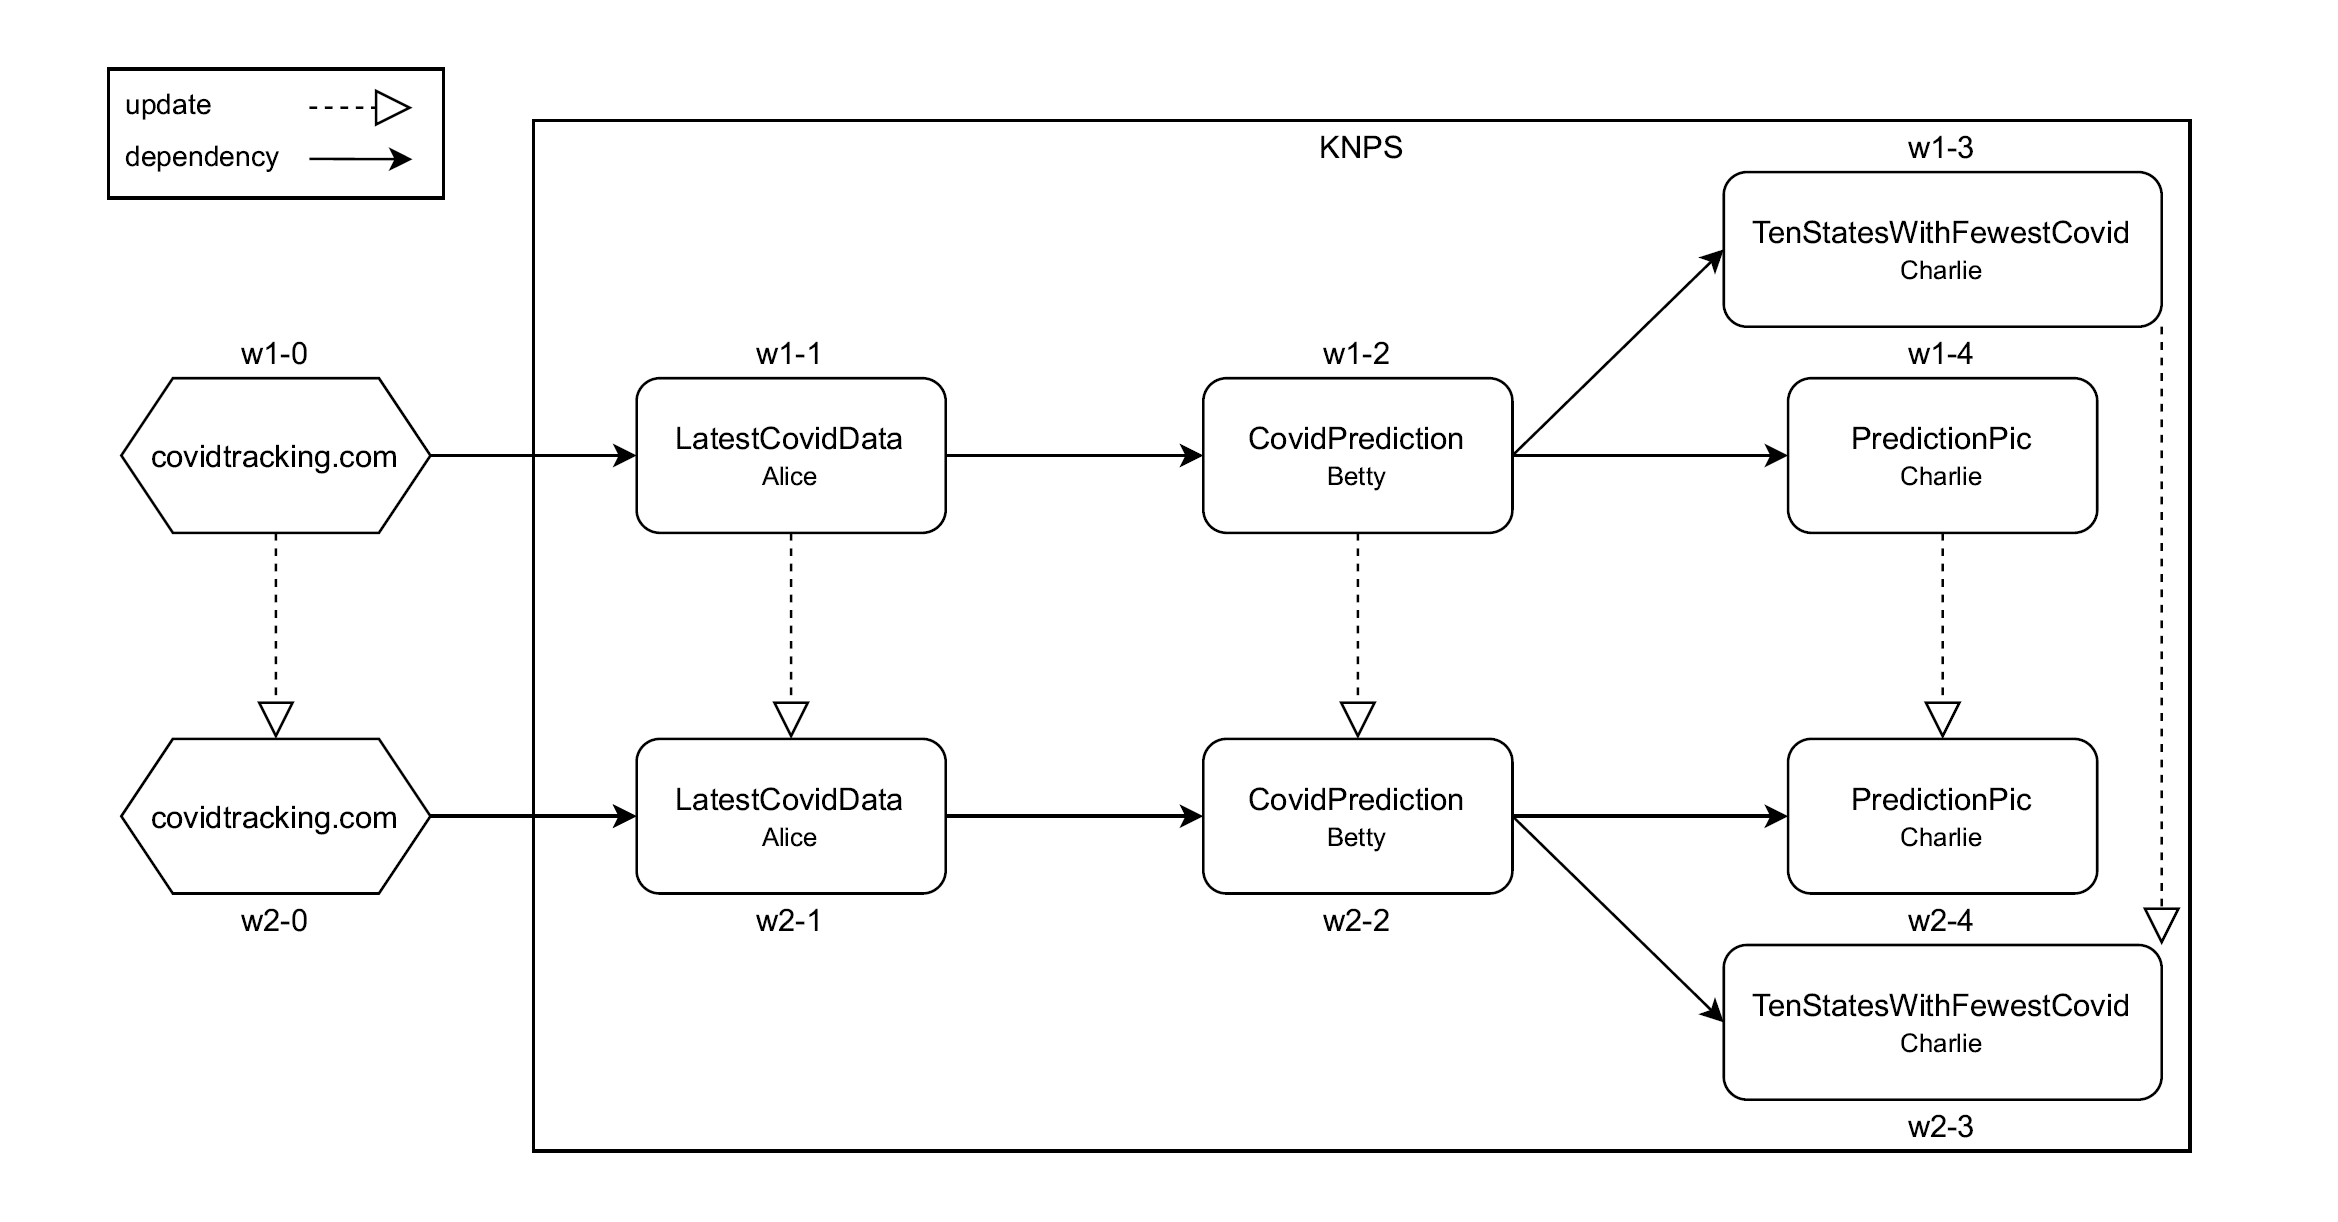 update
dependency
KNPS
w1-3
TenStatesWithFewestCovid
Charlie
w1-0
w1-1
w1-2
w1-4
covidtracking.com
LatestCovidData
Alice
CovidPrediction
Betty
PredictionPic
Charlie
covidtracking.com
LatestCovidData
Alice
CovidPrediction
Betty
PredictionPic
Charlie
w2-0
w2-1
w2-2
w2-4
TenStatesWithFewestCovid
Charlie
w2-3